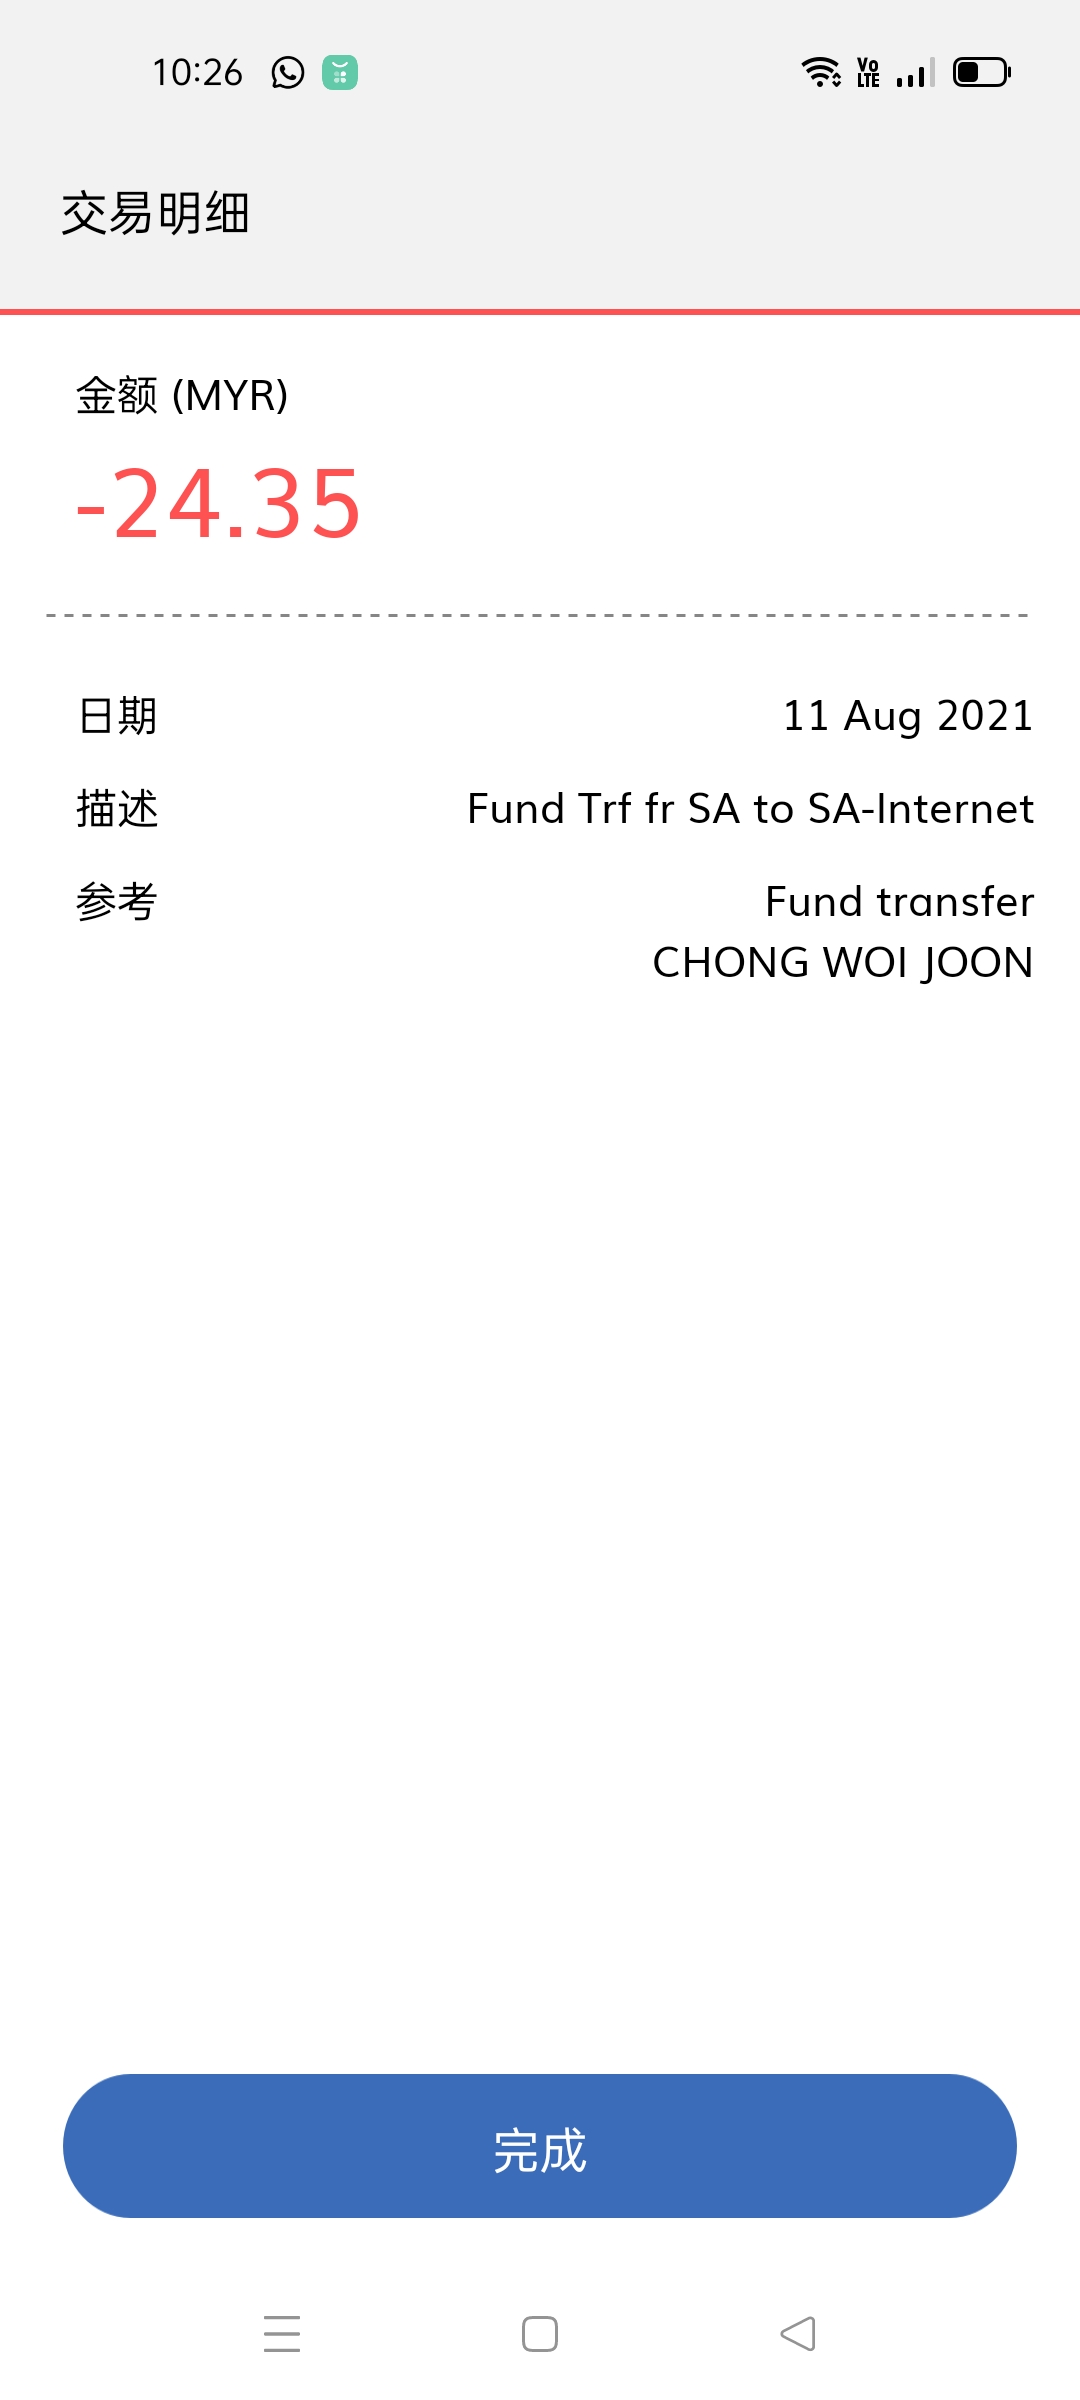 10:26
Vo LTE
交易明细
金额 (MYR)
-24.35
日期 11 Aug 2021
描述 Fund Trf fr SA to SA-Internet
参考 Fund transfer
CHONG WOI JOON
完成